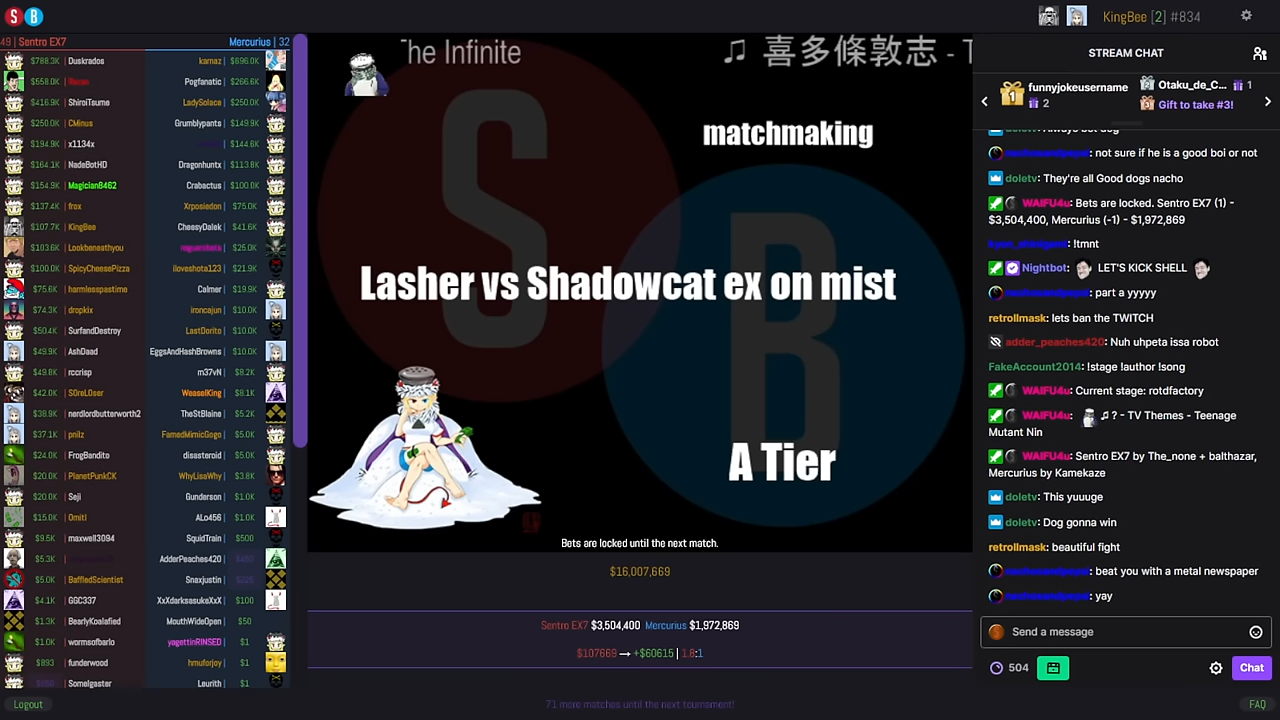 S B
KingBee [2] #834
49 | Sentro EX7
Mercurius | 32
$788.3K | Duskrados
karnaz | $896.0K
$558.0K |
Pogfanatic | $266.6K
$416.9K | ShiroiTsume
LadySolace | $250.0K
$250.0K | CMinus
Grumblypants | $149.9K
$194.9K | x1134x
| $144.6K
$164.1K | NadaBotHD
Dragonhuntx | $113.8K
$154.9K | Magician8462
Crabactus | $100.0K
$137.4K | frox
Xrposiedon | $75.0K
$107.7K | KingBee
CheesyDalek | $41.6K
$103.6K | Lookbeneathyou
| $25.0K
$100.0K | SpicyCheesePizza
iloveshota123 | $21.9K
$75.6K | harmlesspastime
Calmer | $19.9K
$74.3K | dropkix
ironcajun | $10.0K
$50.4K | SurfandDestroy
LastDorito | $10.0K
$49.9K | AshDaad
EggsAndHashBrowns | $10.0K
$49.8K | rccrisp
m37vN | $8.2K
$42.0K | S0reL0ser
WeaselKing | $8.1K
$38.9K | nerdlordbutterworth2
TheStBlaine | $5.2K
$37.1K | pnilz
FamedMimicGogo | $5.0K
$24.0K | FrogBandito
disasteroid | $5.0K
$20.0K | PlanetPunkCK
WhyLisaWhy | $3.8K
$20.0K | Seji
Gunderson | $1.0K
$15.0K | Omitl
ALo456 | $1.0K
$9.5K | maxwell3094
SquidTrain | $500
$5.3K |
AdderPeaches420 |
$5.0K | BaffledScientist
Snaxjustin |
$4.1K | GGC337
XxXdarksasukeXxX | $100
$1.3K | BearlyKoalafied
MouthWideOpen | $50
$1.0K | wormsofbarlo
yagettinRINSED | $1
$893 | funderwood
hmuforjoy | $1
| Somelgaster
Leurith | $1
Logout
The Infinite
♫ 喜多條敦志 - T
matchmaking
S
B
Lasher vs Shadowcat ex on mist
A Tier
Bets are locked until the next match.
$16,007,669
Sentro EX7 $3,504,400 Mercurius $1,972,869
$107669 → +$60615 | 1.8:1
71 more matches until the next tournament!
STREAM CHAT
1 funnyjokeusername
2
Otaku_de_C... 1
Gift to take #3!
doletv: Always bet dog
: not sure if he is a good boi or not
doletv: They're all Good dogs nacho
WAIFU4u: Bets are locked. Sentro EX7 (1) -
$3,504,400, Mercurius (-1) - $1,972,869
: !tmnt
Nightbot: LET'S KICK SHELL
: part a yyyyy
retrollmask: lets ban the TWITCH
adder_peaches420: Nuh uhpeta issa robot
FakeAccount2014: !stage !author !song
WAIFU4u: Current stage: rotdfactory
WAIFU4u: ♫ ? - TV Themes - Teenage
Mutant Nin
WAIFU4u: Sentro EX7 by The_none + balthazar,
Mercurius by Kamekaze
doletv: This yuuuge
doletv: Dog gonna win
retrollmask: beautiful fight
: beat you with a metal newspaper
: yay
Send a message
504
Chat
FAQ